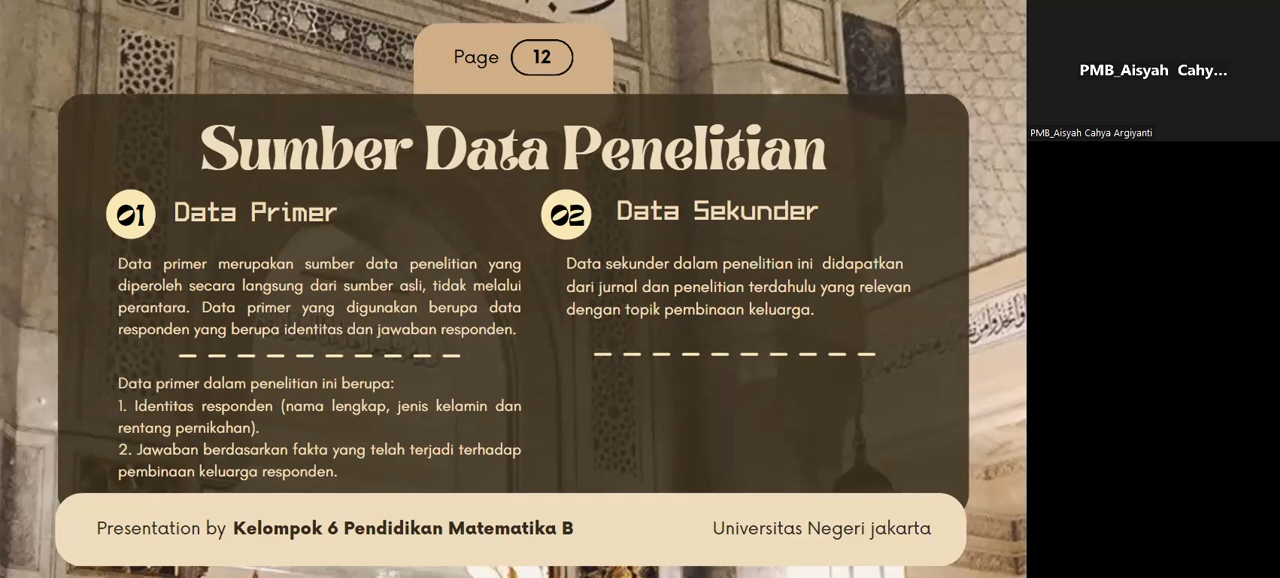 Page 12
Sumber Data Penelitian
01 Data Primer
Data primer merupakan sumber data penelitian yang
diperoleh secara langsung dari sumber asli, tidak melalui
perantara. Data primer yang digunakan berupa data
responden yang berupa identitas dan jawaban responden.
Data primer dalam penelitian ini berupa:
1. Identitas responden (nama lengkap, jenis kelamin dan
rentang pernikahan).
2. Jawaban berdasarkan fakta yang telah terjadi terhadap
pembinaan keluarga responden.
02 Data Sekunder
Data sekunder dalam penelitian ini didapatkan
dari jurnal dan penelitian terdahulu yang relevan
dengan topik pembinaan keluarga.
Presentation by Kelompok 6 Pendidikan Matematika B
Universitas Negeri jakarta
PMB_Aisyah Cahy...
PMB_Aisyah Cahya Argiyanti